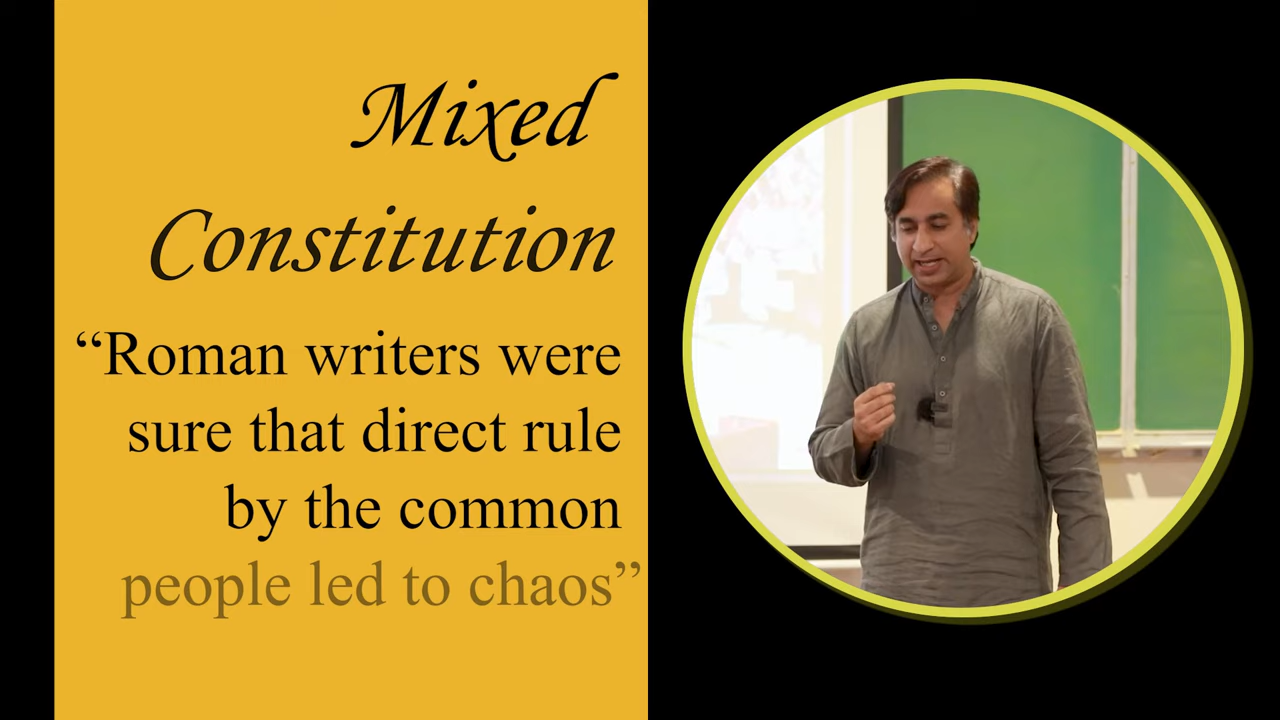 Mixed
Constitution
“Roman writers were
sure that direct rule
by the common
people led to chaos”